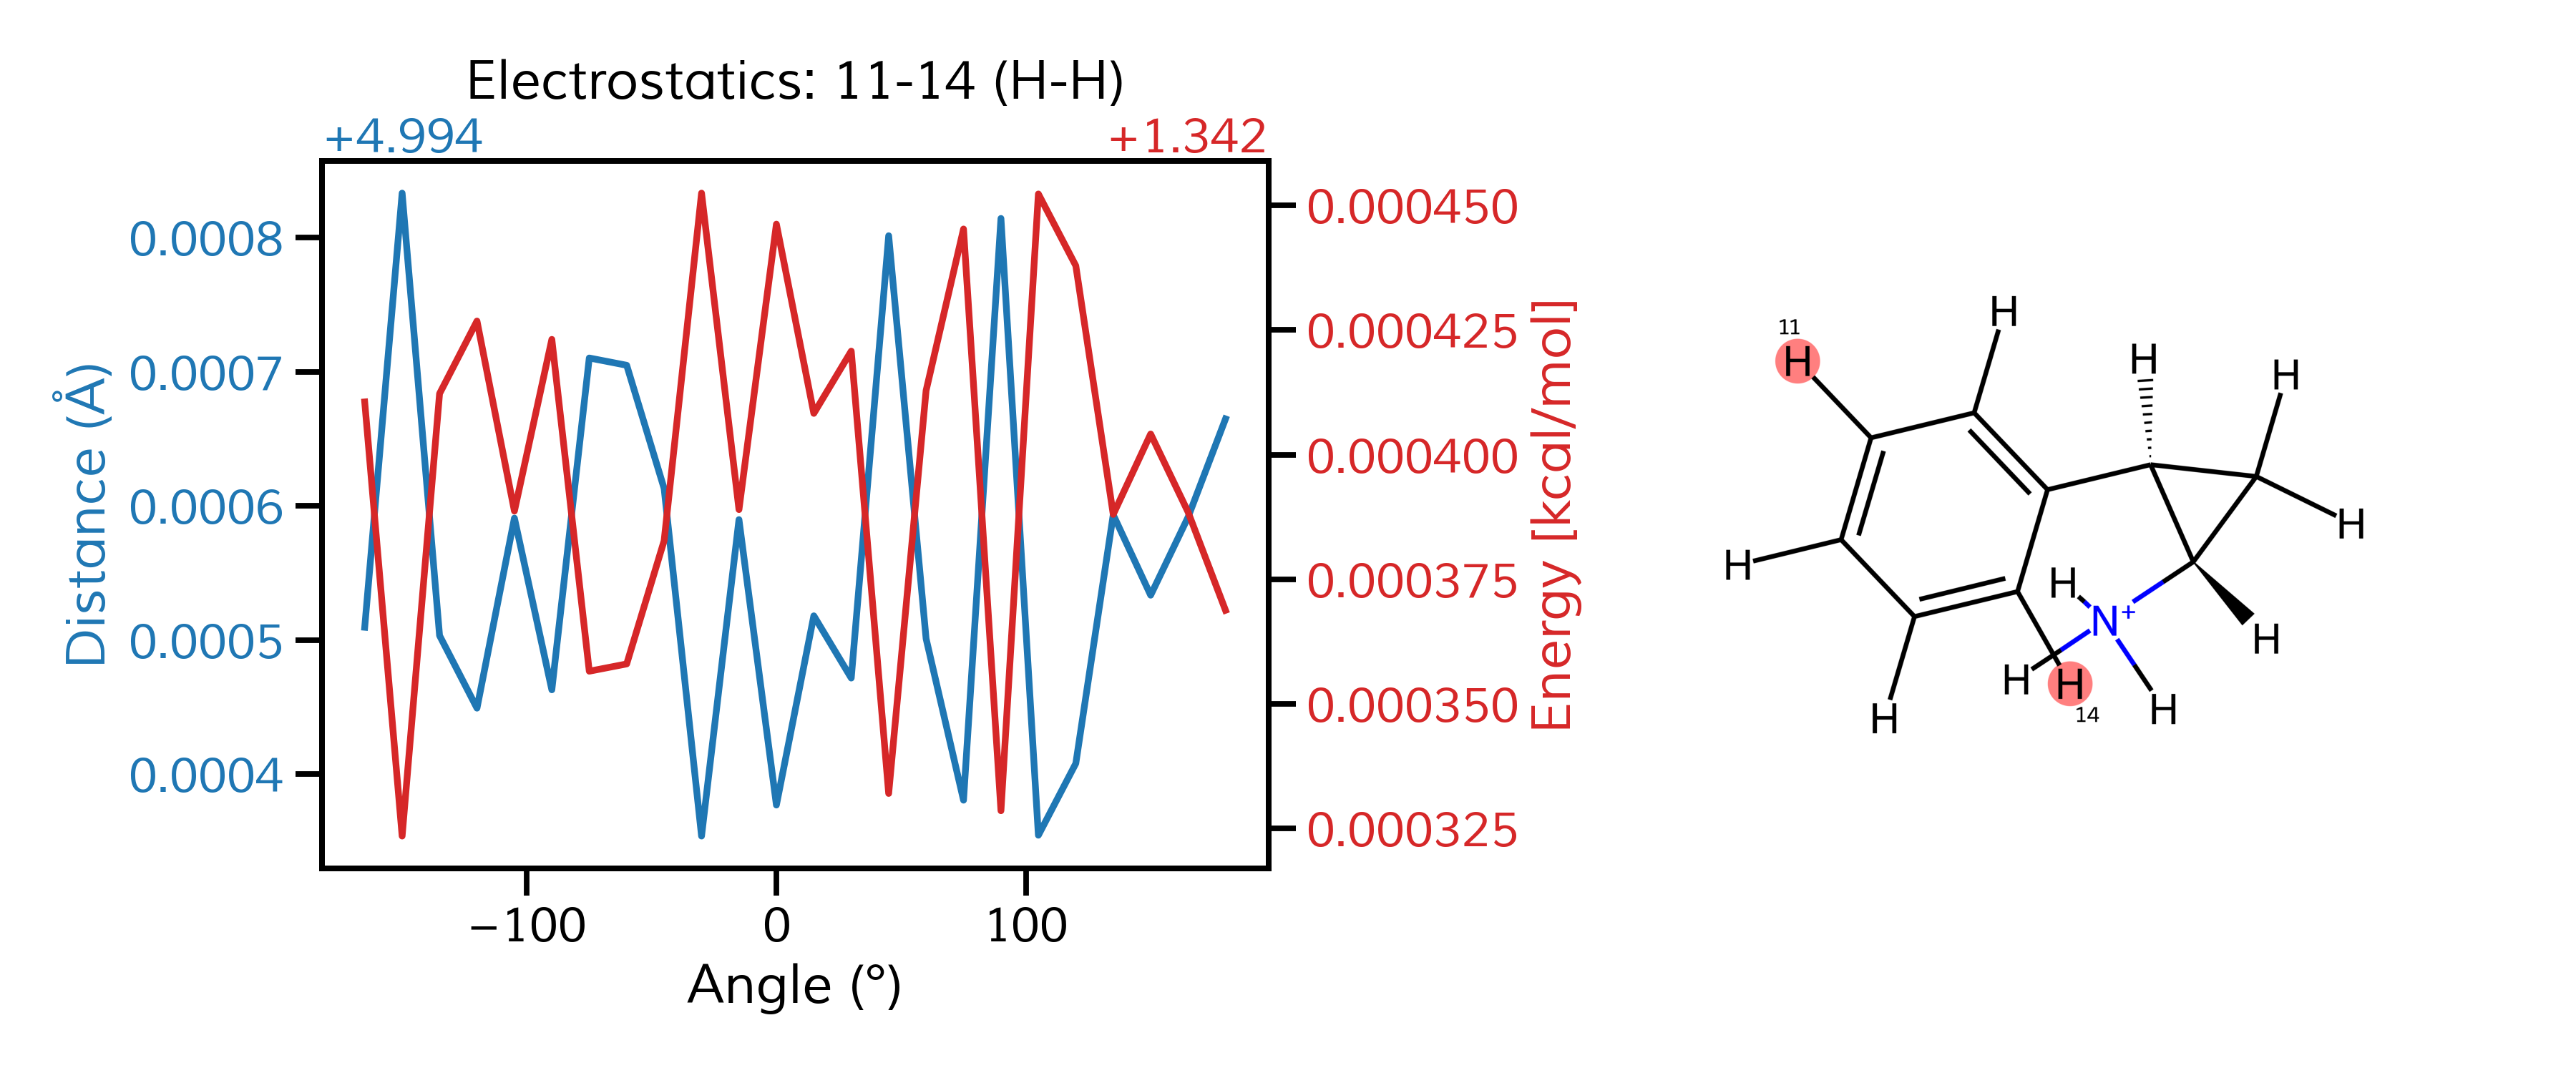 Electrostatics: 11-14 (H-H)
+4.994
+1.342
Distance (Å)
0.0008
0.0007
0.0006
0.0005
0.0004
0.000450
0.000425
0.000400
0.000375
0.000350
0.000325
Energy [kcal/mol]
−100
0
100
Angle (°)
H
11
H
H
H
H
H
H
N+
H
H
H
14
H
H